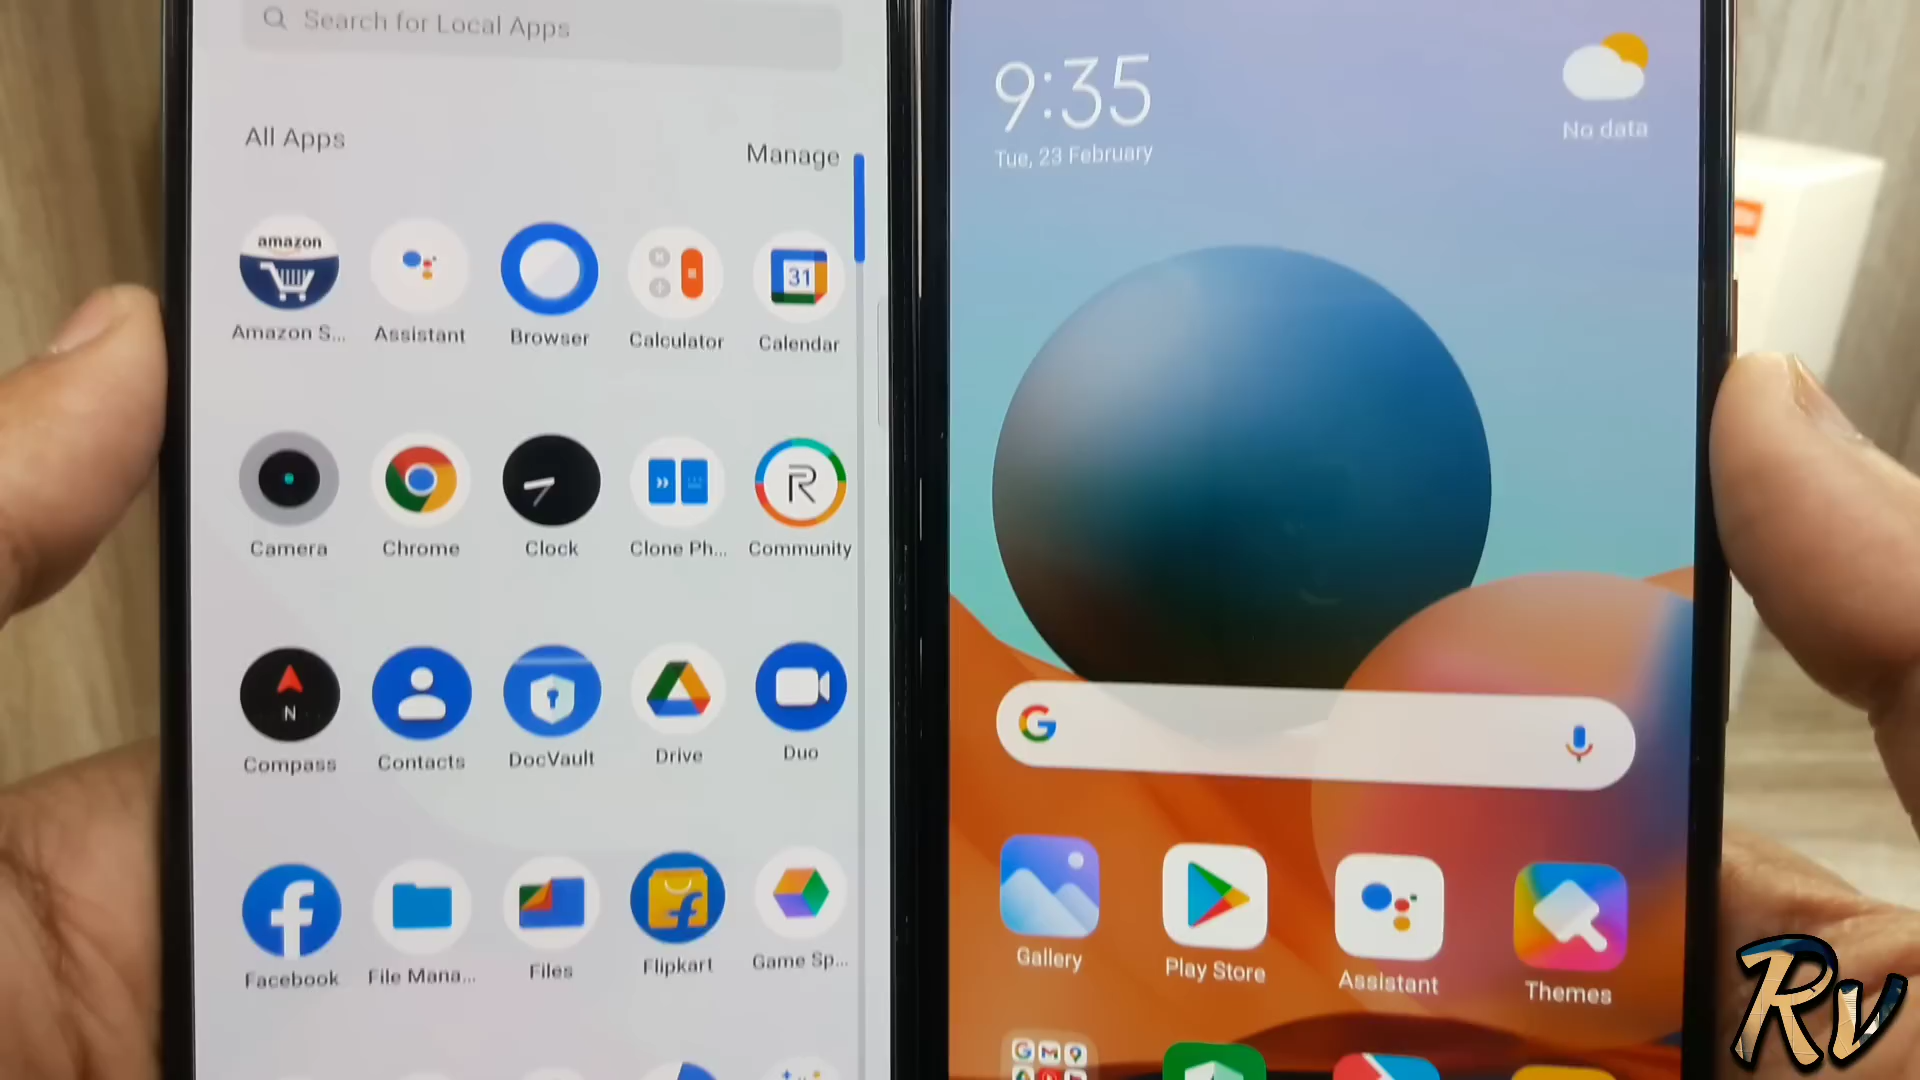 Search for Local Apps
All Apps
Manage
amazon
31
Amazon S...
Assistant
Browser
Calculator
Calendar
R
Camera
Chrome
Clock
Clone Ph...
Community
N
Compass
Contacts
DocVault
Drive
Duo
f
Facebook
File Mana...
Files
Flipkart
Game Sp...
9:35
Tue, 23 February
No data
G
Gallery
Play Store
Assistant
Themes
Rv